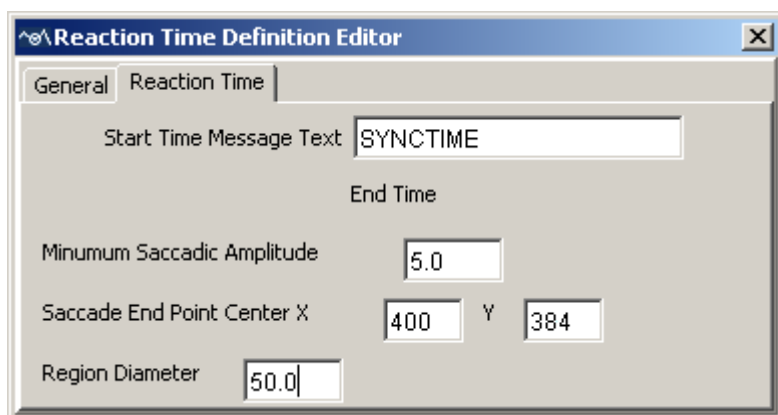 Reaction Time Definition Editor
General Reaction Time
Start Time Message Text SYNCTIME
End Time
Minumum Saccadic Amplitude 5.0
Saccade End Point Center X 400 Y 384
Region Diameter 50.0